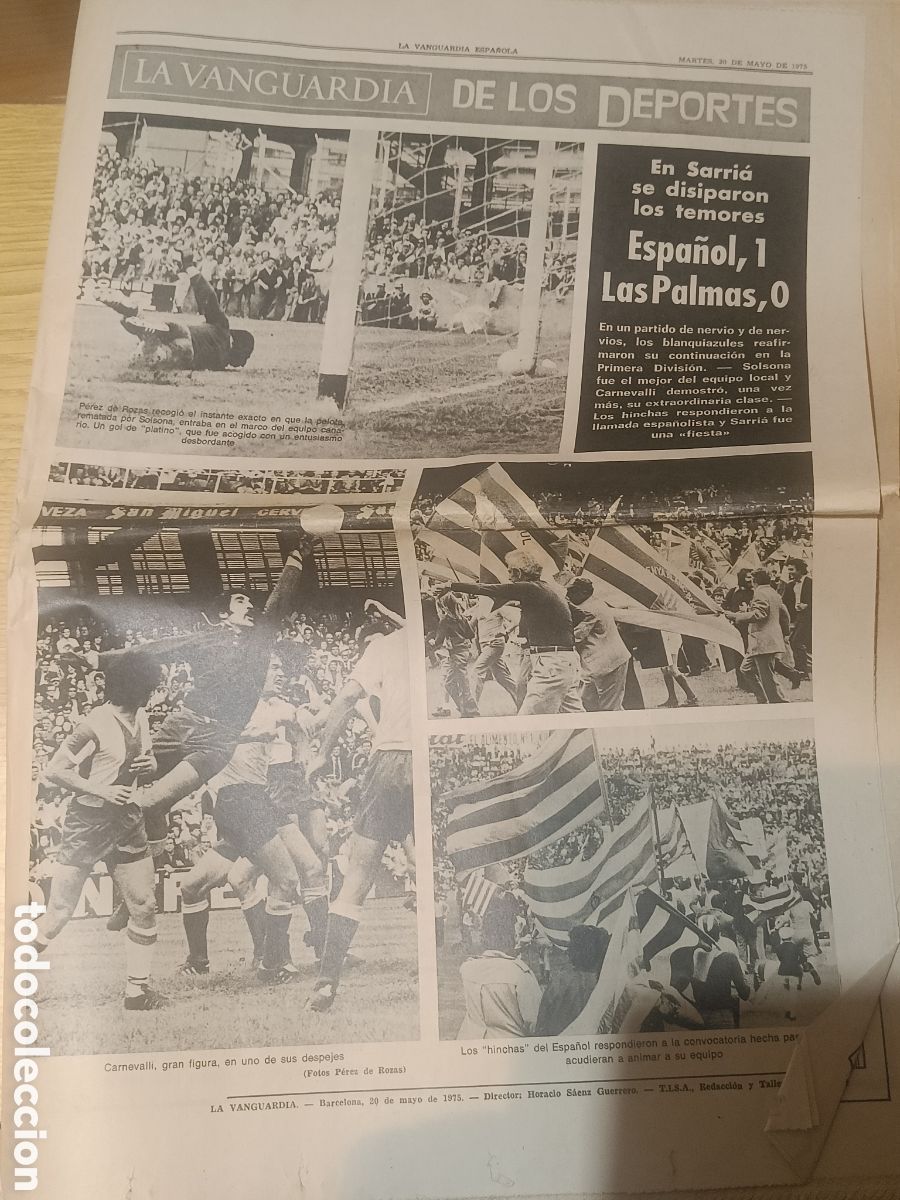 LA VANGUARDIA ESPAÑOLA
MARTES, 20 DE MAYO DE 1975
LA VANGUARDIA DE LOS DEPORTES
En Sarriá
se disiparon
los temores
Español, 1
Las Palmas, 0
En un partido de nervio y de ner-
vios, los blanquiazules reafir-
maron su continuación en la
Primera División. — Solsona
fue el mejor del equipo local y
Carnevalli demostró, una vez
más, su extraordinaria clase. —
Los hinchas respondieron a la
llamada españolista y Sarriá fue
una «fiesta»
Pérez de Rozas recogió el instante exacto en que la pelota,
rematada por Solsona, entraba en el marco del equipo cana-
rio. Un gol de "platino", que fue acogido con un entusiasmo
desbordante
VEZA San Miguel CERV
Carnevalli, gran figura, en uno de sus despejes
(Fotos Pérez de Rozas)
EL ALIMENTO
Los "hinchas" del Español respondieron a la convocatoria hecha pa
acudieran a animar a su equipo
LA VANGUARDIA. — Barcelona, 20 de mayo de 1975. — Director: Horacio Sáenz Guerrero. — T.I.S.A., Redacción y Talle
todocoleccion